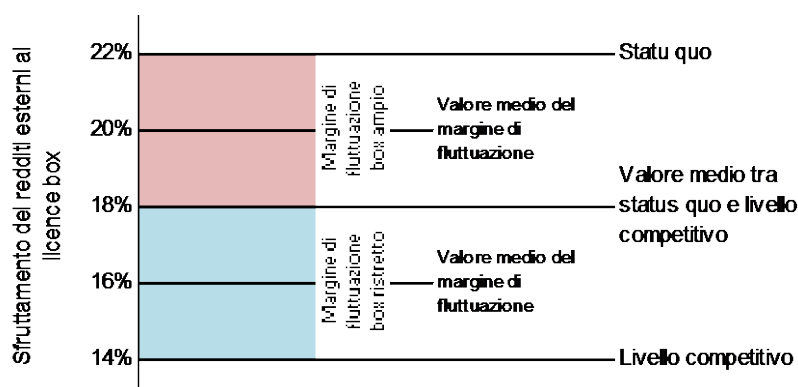 Sfruttamento del redditi esterni al
licence box
22%
20%
18%
16%
14%
Margine di
fluttuazione
box ampio
Margine di
fluttuazione
box ristretto
Valore medio del
margine di
fluttuazione
Valore medio del
margine di
fluttuazione
Statu quo
Valore medio tra
status quo e livello
competitivo
Livello competitivo